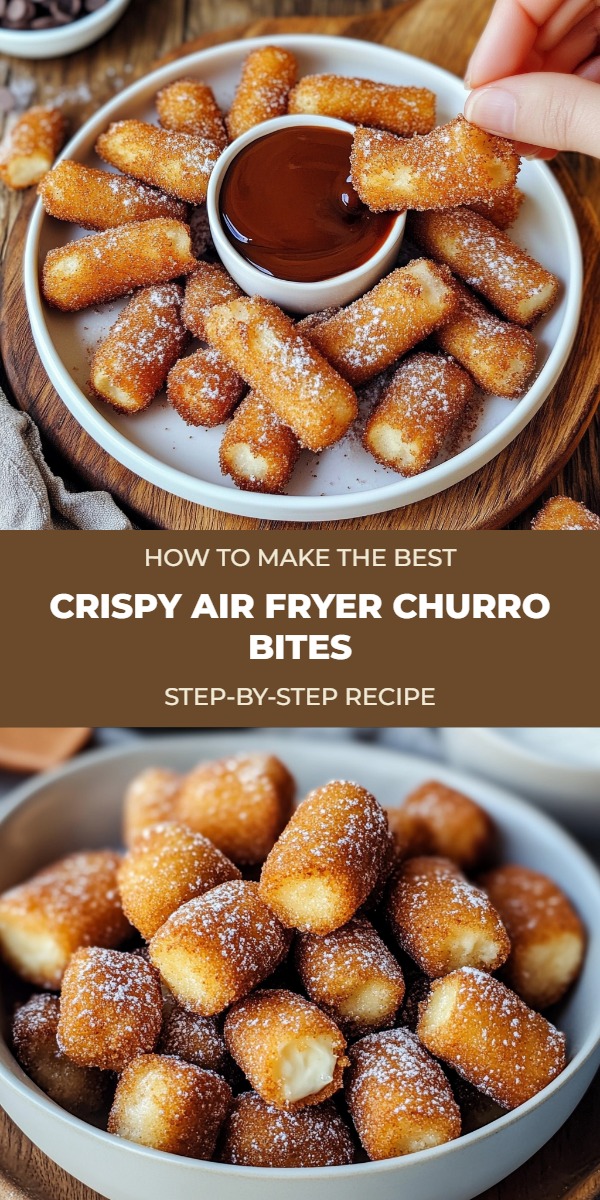 HOW TO MAKE THE BEST
CRISPY AIR FRYER CHURRO
BITES
STEP-BY-STEP RECIPE